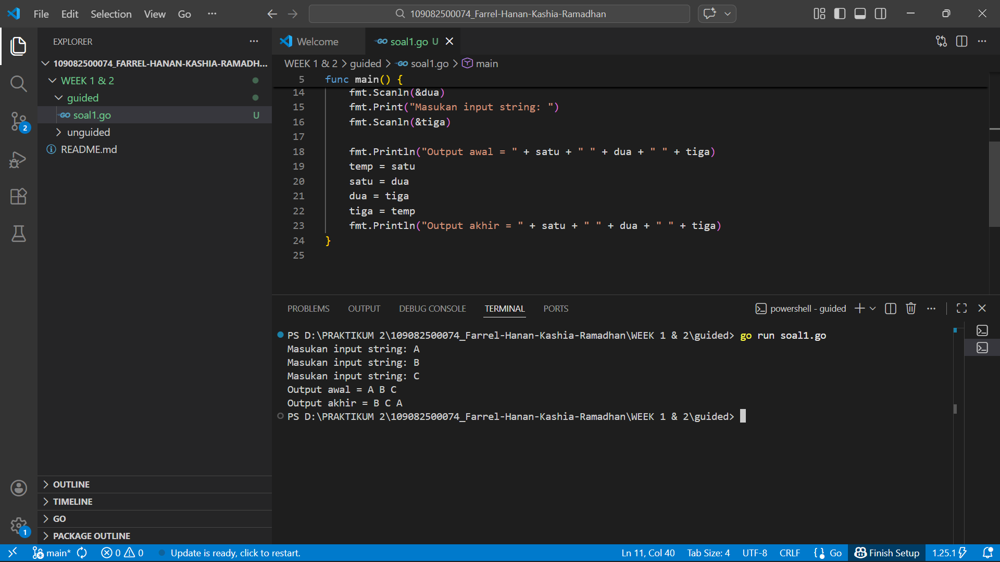 File Edit Selection View Go
109082500074_Farrel-Hanan-Kashia-Ramadhan
EXPLORER
109082500074_FARREL-HANAN-KASHIA-RAMADH...
WEEK 1 & 2
guided
soal1.go U
unguided
README.md
OUTLINE
TIMELINE
GO
PACKAGE OUTLINE
2
1
Welcome
soal1.go U
WEEK 1 & 2 > guided > soal1.go > main
5 func main() {
14 fmt.Scanln(&dua)
15 fmt.Print("Masukan input string: ")
16 fmt.Scanln(&tiga)
17
18 fmt.Println("Output awal = " + satu + " " + dua + " " + tiga)
19 temp = satu
20 satu = dua
21 dua = tiga
22 tiga = temp
23 fmt.Println("Output akhir = " + satu + " " + dua + " " + tiga)
24 }
25
PROBLEMS OUTPUT DEBUG CONSOLE TERMINAL PORTS
powershell - guided
PS D:\PRAKTIKUM 2\109082500074_Farrel-Hanan-Kashia-Ramadhan\WEEK 1 & 2\guided> go run soal1.go
Masukan input string: A
Masukan input string: B
Masukan input string: C
Output awal = A B C
Output akhir = B C A
PS D:\PRAKTIKUM 2\109082500074_Farrel-Hanan-Kashia-Ramadhan\WEEK 1 & 2\guided>
main* 0 0 Update is ready, click to restart.
Ln 11, Col 40 Tab Size: 4 UTF-8 CRLF Go Finish Setup 1.25.1